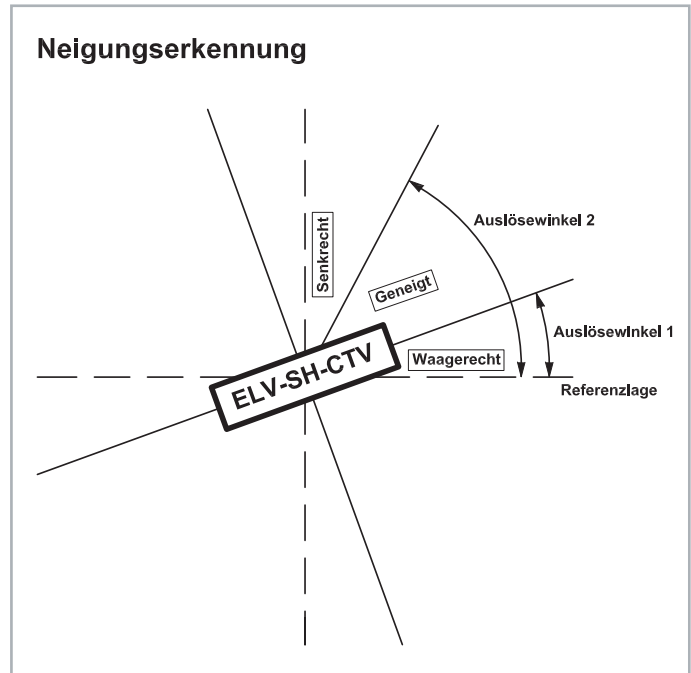 Neigungserkennung
Auslösewinkel 2
Senkrecht
Geneigt
Auslösewinkel 1
Waagerecht
ELV-SH-CTV
Referenzlage